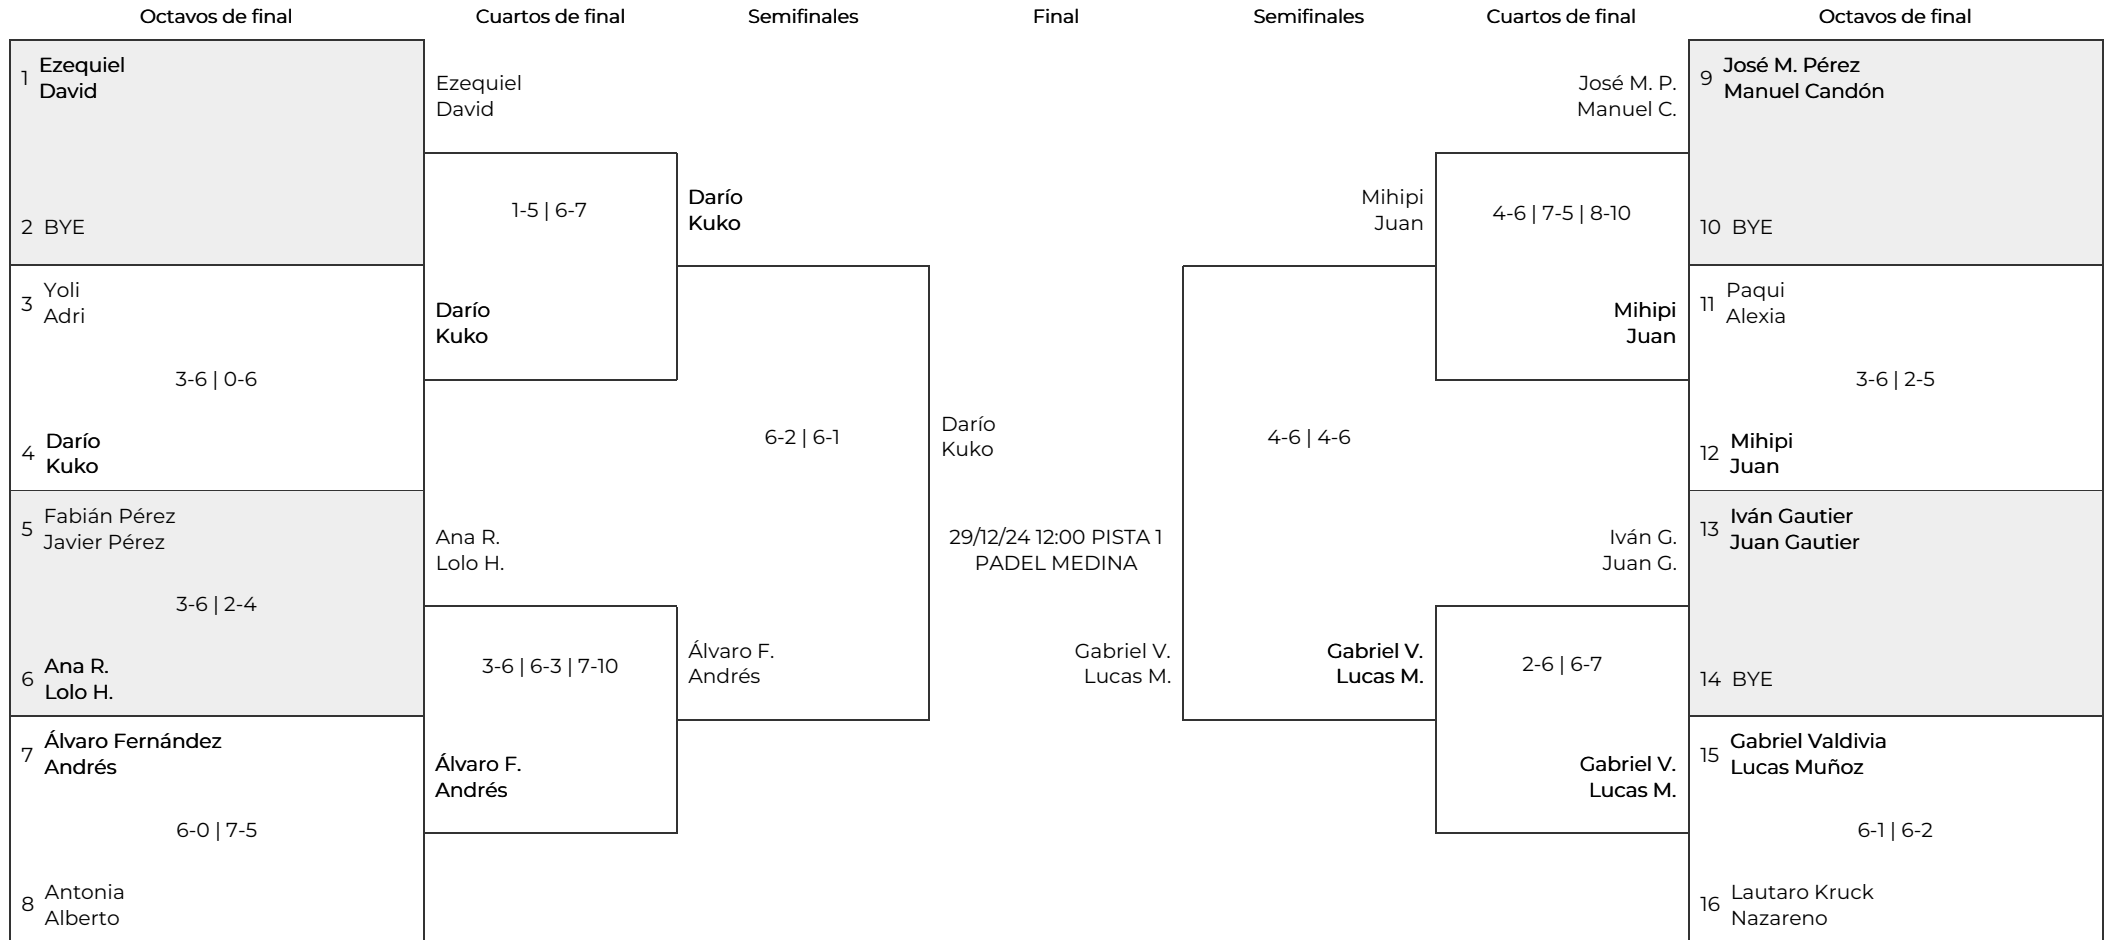 Octavos de final
Cuartos de final
Semifinales
Final
Semifinales
Cuartos de final
Octavos de final
1
Ezequiel
David
2 BYE
3
Yoli
Adri
3-6 | 0-6
4
Darío
Kuko
5
Fabián Pérez
Javier Pérez
3-6 | 2-4
6
Ana R.
Lolo H.
7
Álvaro Fernández
Andrés
6-0 | 7-5
8
Antonia
Alberto
Ezequiel
David
1-5 | 6-7
Darío
Kuko
Ana R.
Lolo H.
3-6 | 6-3 | 7-10
Álvaro F.
Andrés
Darío
Kuko
6-2 | 6-1
Álvaro F.
Andrés
Darío
Kuko
29/12/24 12:00 PISTA 1
PADEL MEDINA
Gabriel V.
Lucas M.
Mihipi
Juan
4-6 | 4-6
Gabriel V.
Lucas M.
José M. P.
Manuel C.
4-6 | 7-5 | 8-10
Mihipi
Juan
Iván G.
Juan G.
2-6 | 6-7
Gabriel V.
Lucas M.
9
José M. Pérez
Manuel Candón
10 BYE
11
Paqui
Alexia
3-6 | 2-5
12
Mihipi
Juan
13
Iván Gautier
Juan Gautier
14 BYE
15
Gabriel Valdivia
Lucas Muñoz
6-1 | 6-2
16
Lautaro Kruck
Nazareno